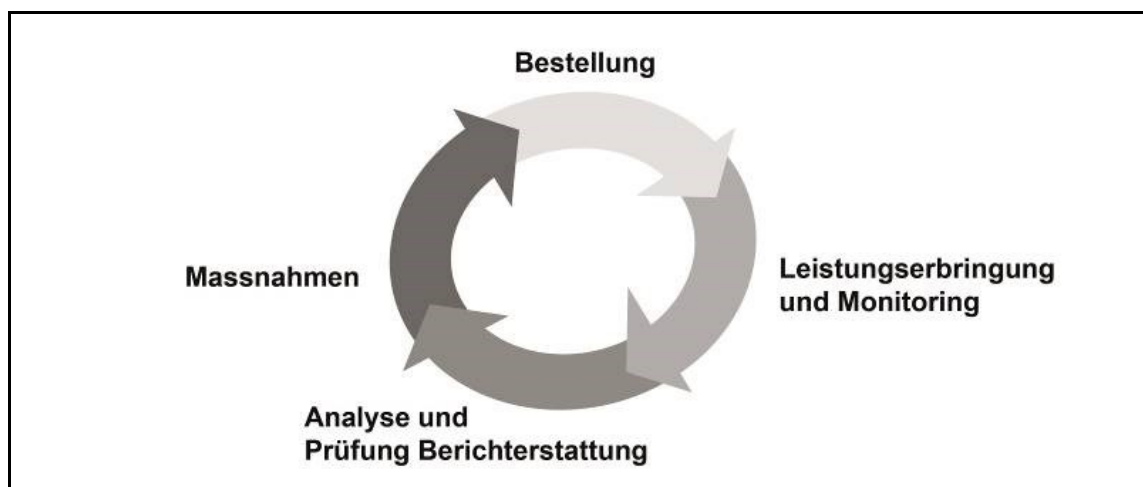 Bestellung
Leistungserbringung
und Monitoring
Massnahmen
Analyse und
Prüfung Berichterstattung